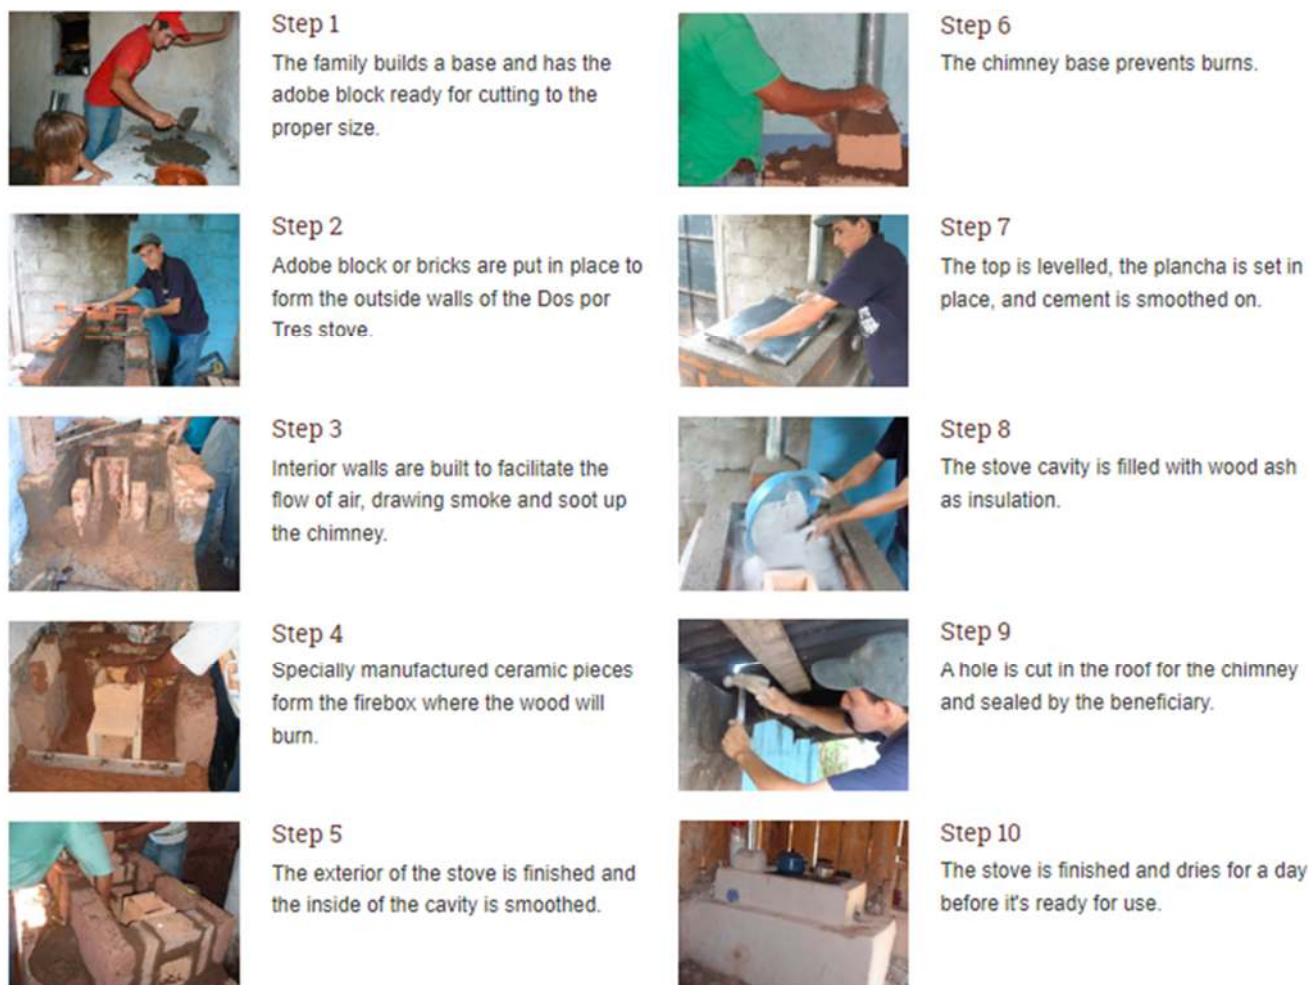 Step 1
The family builds a base and has the
adobe block ready for cutting to the
proper size.
Step 2
Adobe block or bricks are put in place to
form the outside walls of the Dos por
Tres stove.
Step 3
Interior walls are built to facilitate the
flow of air, drawing smoke and soot up
the chimney.
Step 4
Specially manufactured ceramic pieces
form the firebox where the wood will
burn.
Step 5
The exterior of the stove is finished and
the inside of the cavity is smoothed.
Step 6
The chimney base prevents burns.
Step 7
The top is levelled, the plancha is set in
place, and cement is smoothed on.
Step 8
The stove cavity is filled with wood ash
as insulation.
Step 9
A hole is cut in the roof for the chimney
and sealed by the beneficiary.
Step 10
The stove is finished and dries for a day
before it's ready for use.